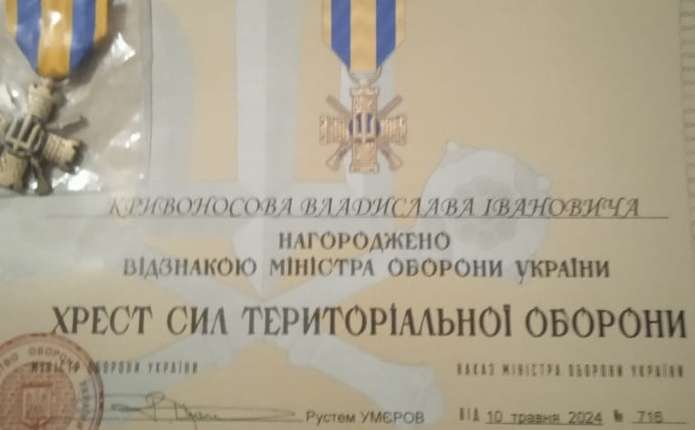 КРИВОНОСОВА ВЛАДИСЛАВА ІВАНОВИЧА
НАГОРОДЖЕНО
ВІДЗНАКОЮ МІНІСТРА ОБОРОНИ УКРАЇНИ
ХРЕСТ СИЛ ТЕРИТОРІАЛЬНОЇ ОБОРОНИ
МІНІСТР ОБОРОНИ УКРАЇНИ
НАКАЗ МІНІСТРА ОБОРОНИ УКРАЇНИ
Рустем УМЄРОВ
ВІД 10 травня 2024 № 715